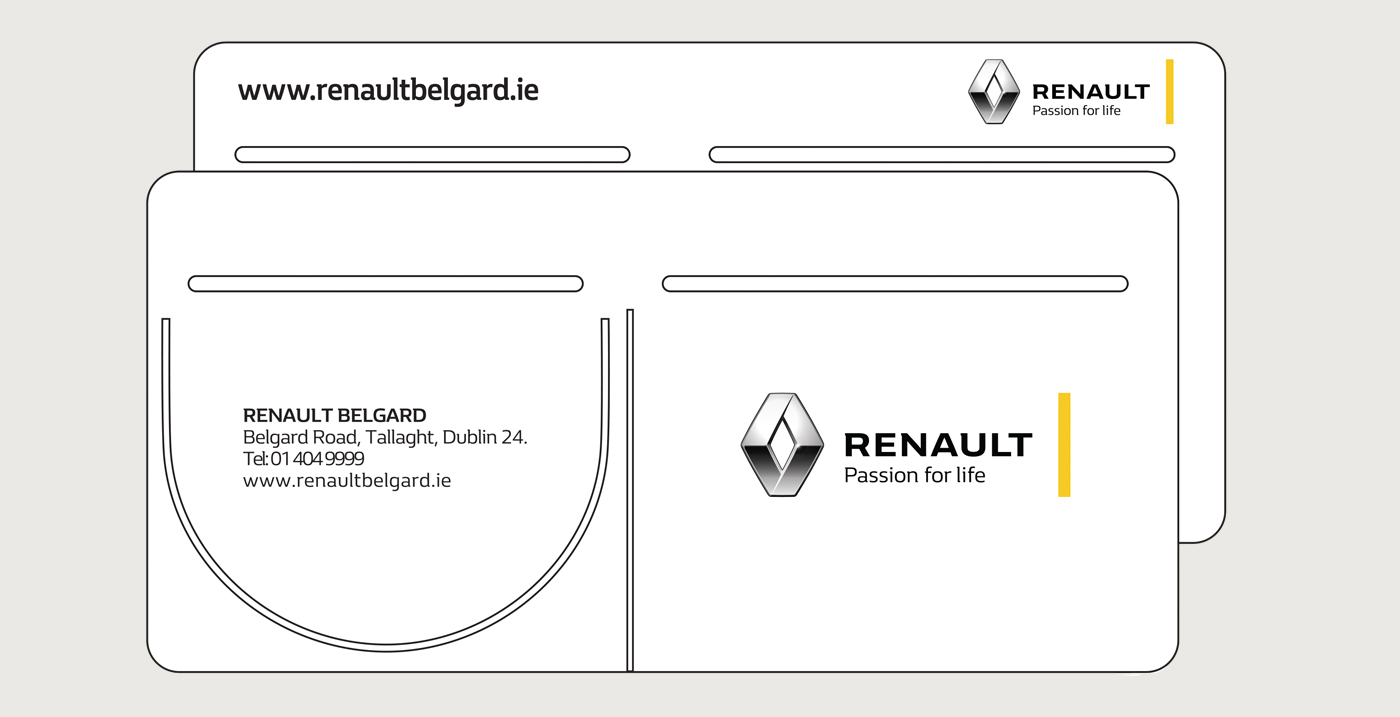 www.renaultbelgard.ie
RENAULT
Passion for life
RENAULT BELGARD
Belgard Road, Tallaght, Dublin 24.
Tel: 01 404 9999
www.renaultbelgard.ie
RENAULT
Passion for life